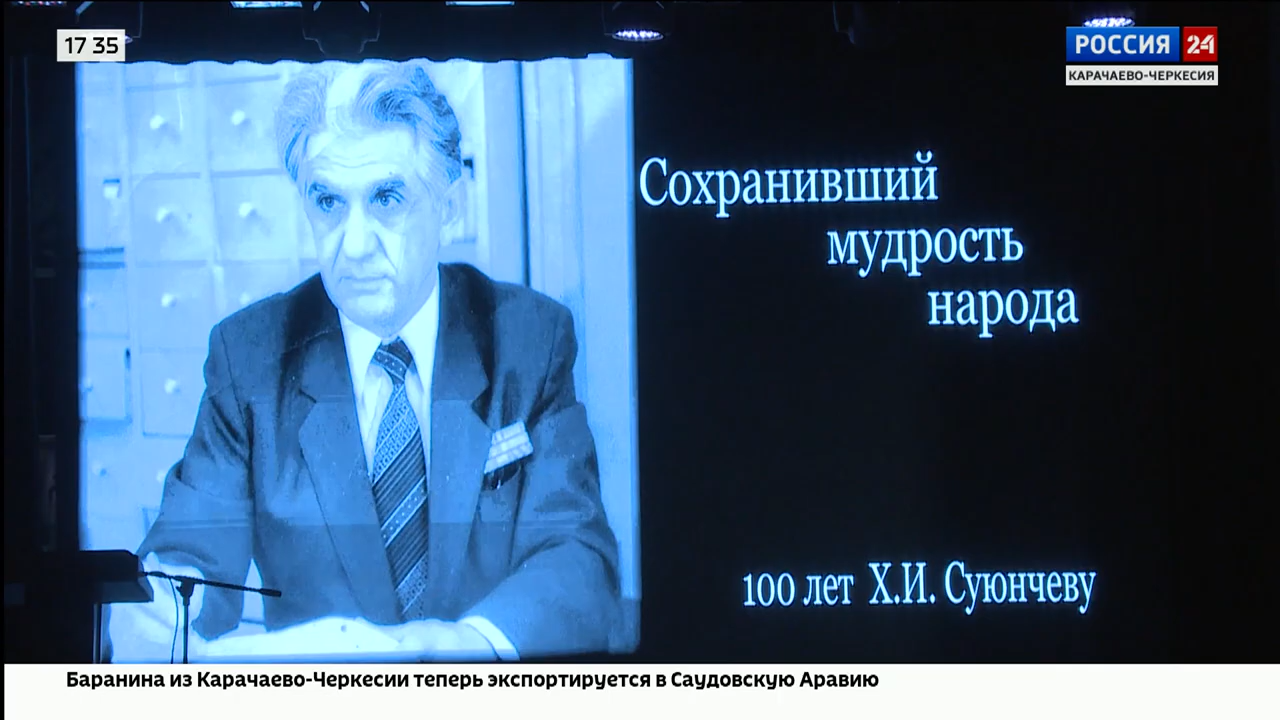 17 35
РОССИЯ 24
КАРАЧАЕВО-ЧЕРКЕСИЯ
Сохранивший
мудрость
народа
100 лет Х.И. Суюнчеву
Баранина из Карачаево-Черкесии теперь экспортируется в Саудовскую Аравию